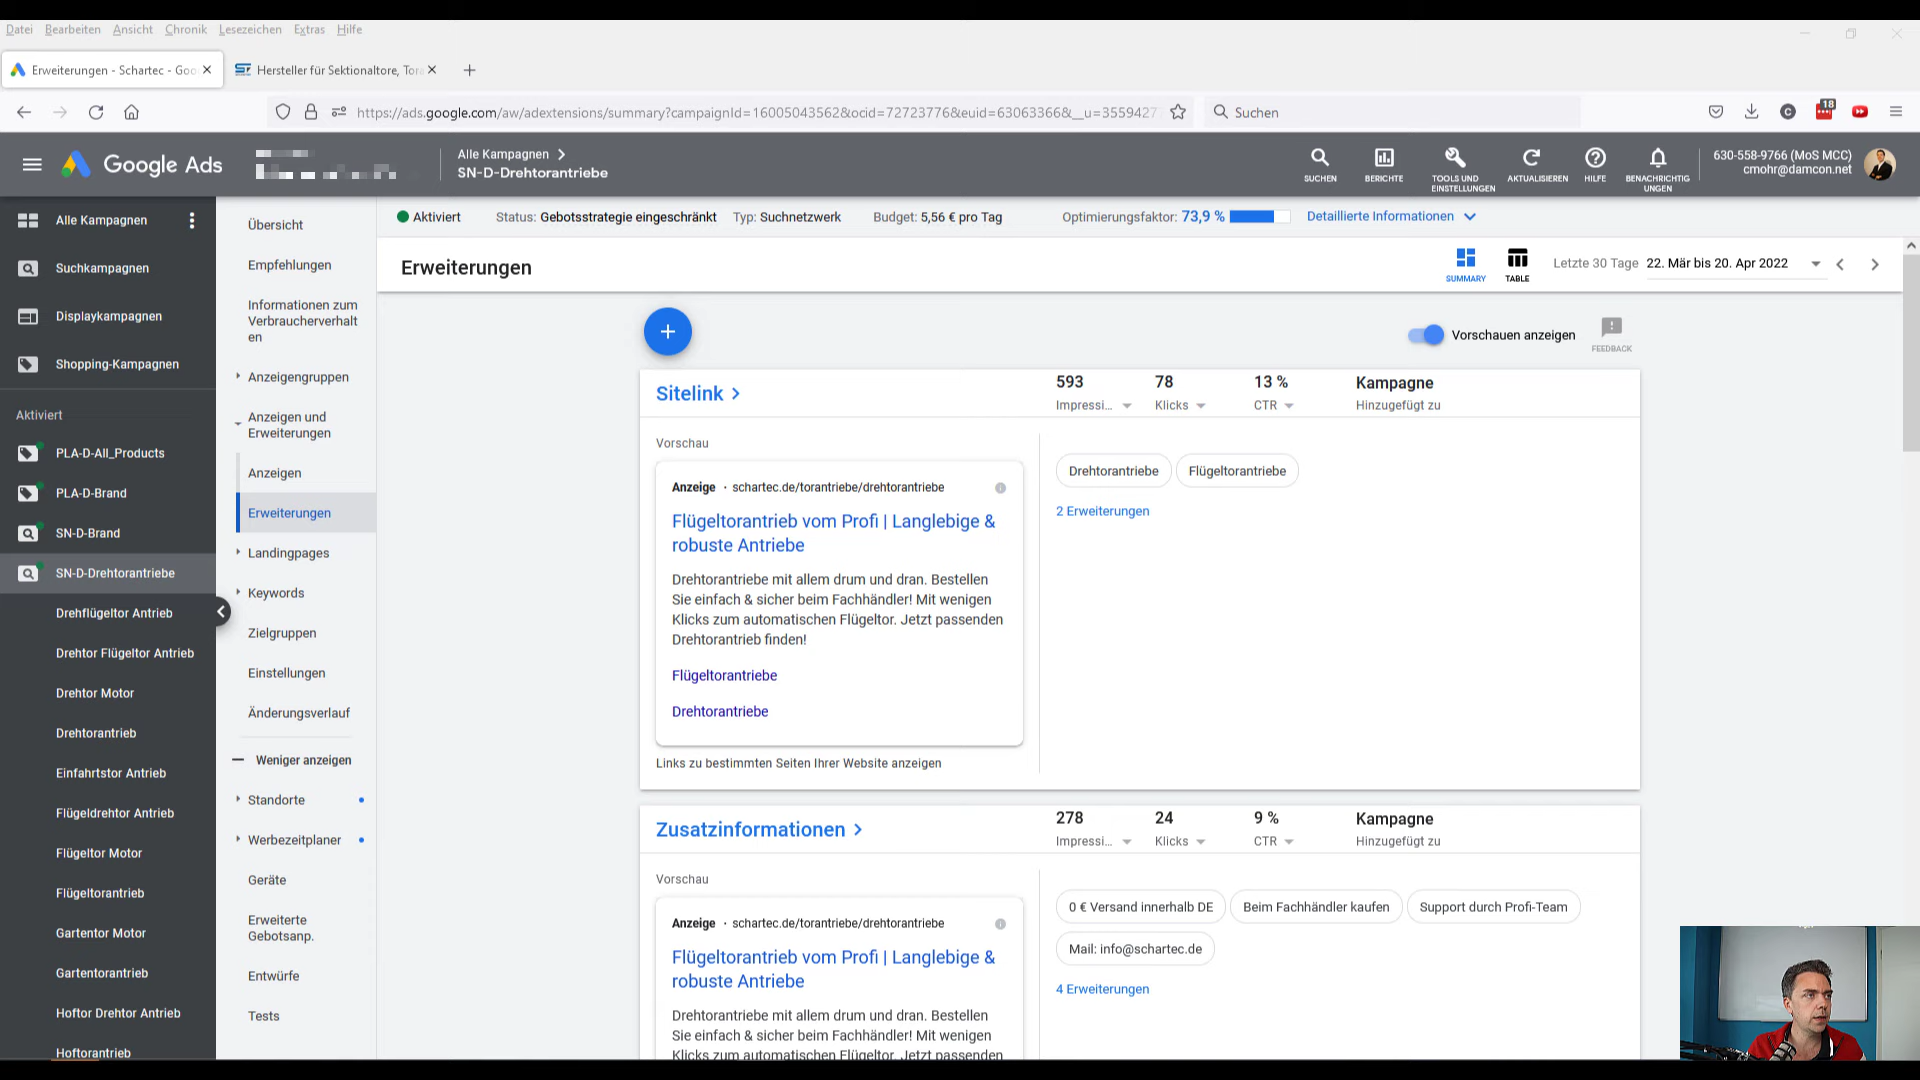 Datei Bearbeiten Ansicht Chronik Lesezeichen Extras Hilfe
Erweiterungen - Schartec - Goo
Hersteller für Sektionaltore, Tora
https://ads.google.com/aw/adextensions/summary?campaignId=16005043562&ocid=72723776&euid=63063366&__u=3559427
Suchen
18
Google Ads
Alle Kampagnen
SN-D-Drehtorantriebe
SUCHEN
BERICHTE
TOOLS UND EINSTELLUNGEN
AKTUALISIEREN
HILFE
BENACHRICHTIG UNGEN
630-558-9766 (MoS MCC)
cmohr@damcon.net
Alle Kampagnen
Suchkampagnen
Displaykampagnen
Shopping-Kampagnen
Aktiviert
PLA-D-All_Products
PLA-D-Brand
SN-D-Brand
SN-D-Drehtorantriebe
Drehflügeltor Antrieb
Drehtor Flügeltor Antrieb
Drehtor Motor
Drehtorantrieb
Einfahrtstor Antrieb
Flügeldrehtor Antrieb
Flügeltor Motor
Flügeltorantrieb
Gartentor Motor
Gartentorantrieb
Hoftor Drehtor Antrieb
Hoftorantrieb
Übersicht
Empfehlungen
Informationen zum
Verbraucherverhalt
en
Anzeigengruppen
Anzeigen und
Erweiterungen
Anzeigen
Erweiterungen
Landingpages
Keywords
Zielgruppen
Einstellungen
Änderungsverlauf
Weniger anzeigen
Standorte
Werbezeitplaner
Geräte
Erweiterte
Gebotsanp.
Entwürfe
Tests
Aktiviert Status: Gebotsstrategie eingeschränkt Typ: Suchnetzwerk Budget: 5,56 € pro Tag Optimierungsfaktor: 73,9 % Detaillierte Informationen
Erweiterungen
SUMMARY
TABLE
Letzte 30 Tage 22. Mär bis 20. Apr 2022
Vorschauen anzeigen
FEEDBACK
Sitelink
593 78 13 % Kampagne
Impressi... Klicks CTR Hinzugefügt zu
Vorschau
Anzeige · schartec.de/torantriebe/drehtorantriebe
Flügeltorantrieb vom Profi | Langlebige &
robuste Antriebe
Drehtorantriebe mit allem drum und dran. Bestellen
Sie einfach & sicher beim Fachhändler! Mit wenigen
Klicks zum automatischen Flügeltor. Jetzt passenden
Drehtorantrieb finden!
Flügeltorantriebe
Drehtorantriebe
Links zu bestimmten Seiten Ihrer Website anzeigen
Drehtorantriebe Flügeltorantriebe
2 Erweiterungen
Zusatzinformationen
278 24 9 % Kampagne
Impressi... Klicks CTR Hinzugefügt zu
Vorschau
Anzeige · schartec.de/torantriebe/drehtorantriebe
Flügeltorantrieb vom Profi | Langlebige &
robuste Antriebe
Drehtorantriebe mit allem drum und dran. Bestellen
Sie einfach & sicher beim Fachhändler! Mit wenigen
Klicks zum automatischen Flügeltor. Jetzt passenden
0 € Versand innerhalb DE Beim Fachhändler kaufen Support durch Profi-Team
Mail: info@schartec.de
4 Erweiterungen